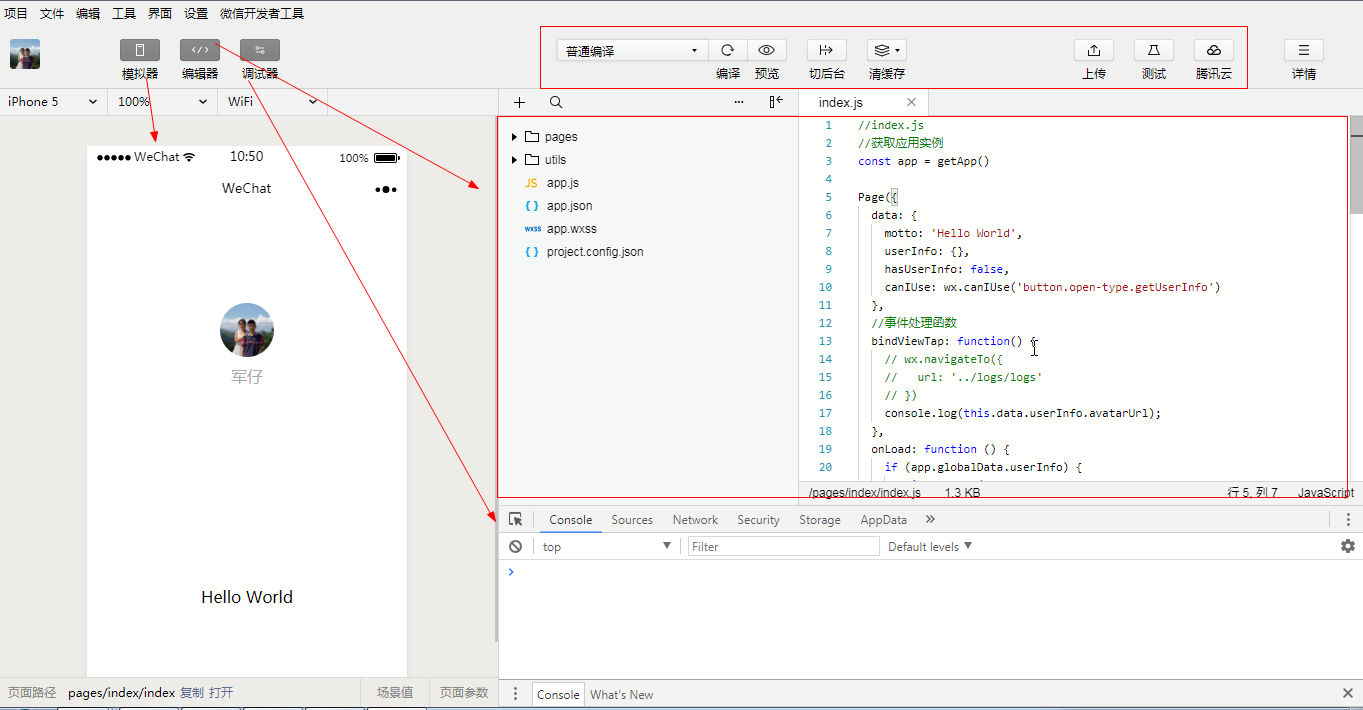 项目 文件 编辑 工具 界面 设置 微信开发者工具
普通编译
模拟器 编辑器 调试器 编译 预览 切后台 清缓存 上传 测试 腾讯云 详情
iPhone 5 100% WiFi
index.js
WeChat 10:50 100%
WeChat
军仔
Hello World
页面路径 pages/index/index 复制 打开 场景值 页面参数
pages
utils
JS app.js
{ } app.json
wxss app.wxss
{ } project.config.json
1 //index.js
2 //获取应用实例
3 const app = getApp()
4
5 Page({
6 data: {
7 motto: 'Hello World',
8 userInfo: {},
9 hasUserInfo: false,
10 canIUse: wx.canIUse('button.open-type.getUserInfo')
11 },
12 //事件处理函数
13 bindViewTap: function() {
14 // wx.navigateTo({
15 // url: '../logs/logs'
16 // })
17 console.log(this.data.userInfo.avatarUrl);
18 },
19 onLoad: function () {
20 if (app.globalData.userInfo) {
/pages/index/index.js 1.3 KB 行 5, 列 7 JavaScript
Console Sources Network Security Storage AppData »
top Filter Default levels
Console What's New